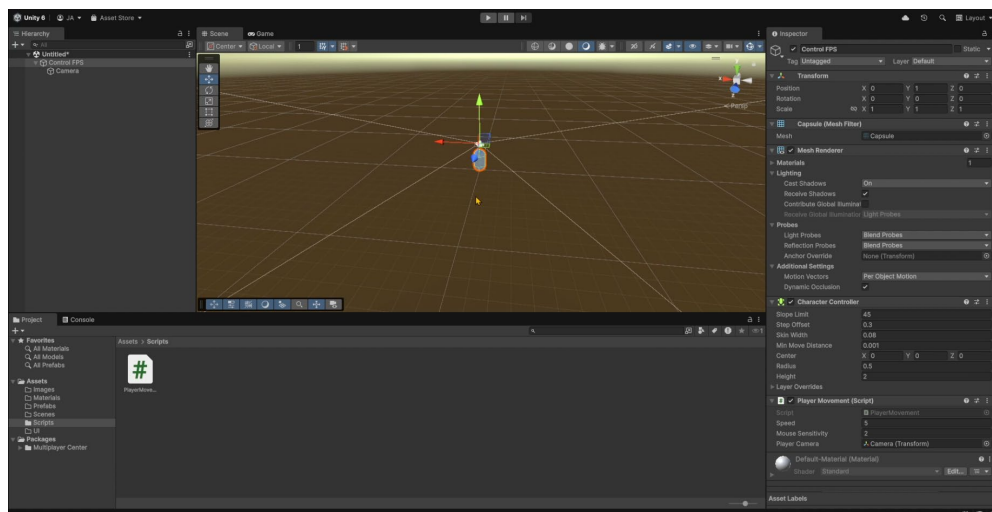 Unity 6 JA Asset Store Layout
Hierarchy
All
Untitled*
Control FPS
Camera
Scene Game
Center Local 1
Persp
Inspector
Control FPS Static
Tag Untagged Layer Default
Transform
Position X 0 Y 1 Z 0
Rotation X 0 Y 0 Z 0
Scale X 1 Y 1 Z 1
Capsule (Mesh Filter)
Mesh Capsule
Mesh Renderer
Materials 1
Lighting
Cast Shadows On
Receive Shadows
Contribute Global Illuminat
Receive Global Illumination Light Probes
Probes
Light Probes Blend Probes
Reflection Probes Blend Probes
Anchor Override None (Transform)
Additional Settings
Motion Vectors Per Object Motion
Dynamic Occlusion
Character Controller
Slope Limit 45
Step Offset 0.3
Skin Width 0.08
Min Move Distance 0.001
Center X 0 Y 0 Z 0
Radius 0.5
Height 2
Layer Overrides
Player Movement (Script)
Script PlayerMovement
Speed 5
Mouse Sensitivity 2
Player Camera Camera (Transform)
Default-Material (Material)
Shader Standard Edit...
Asset Labels
Project Console
Favorites
All Materials
All Models
All Prefabs
Assets
Images
Materials
Prefabs
Scenes
Scripts
UI
Packages
Multiplayer Center
Assets > Scripts
#
PlayerMove...